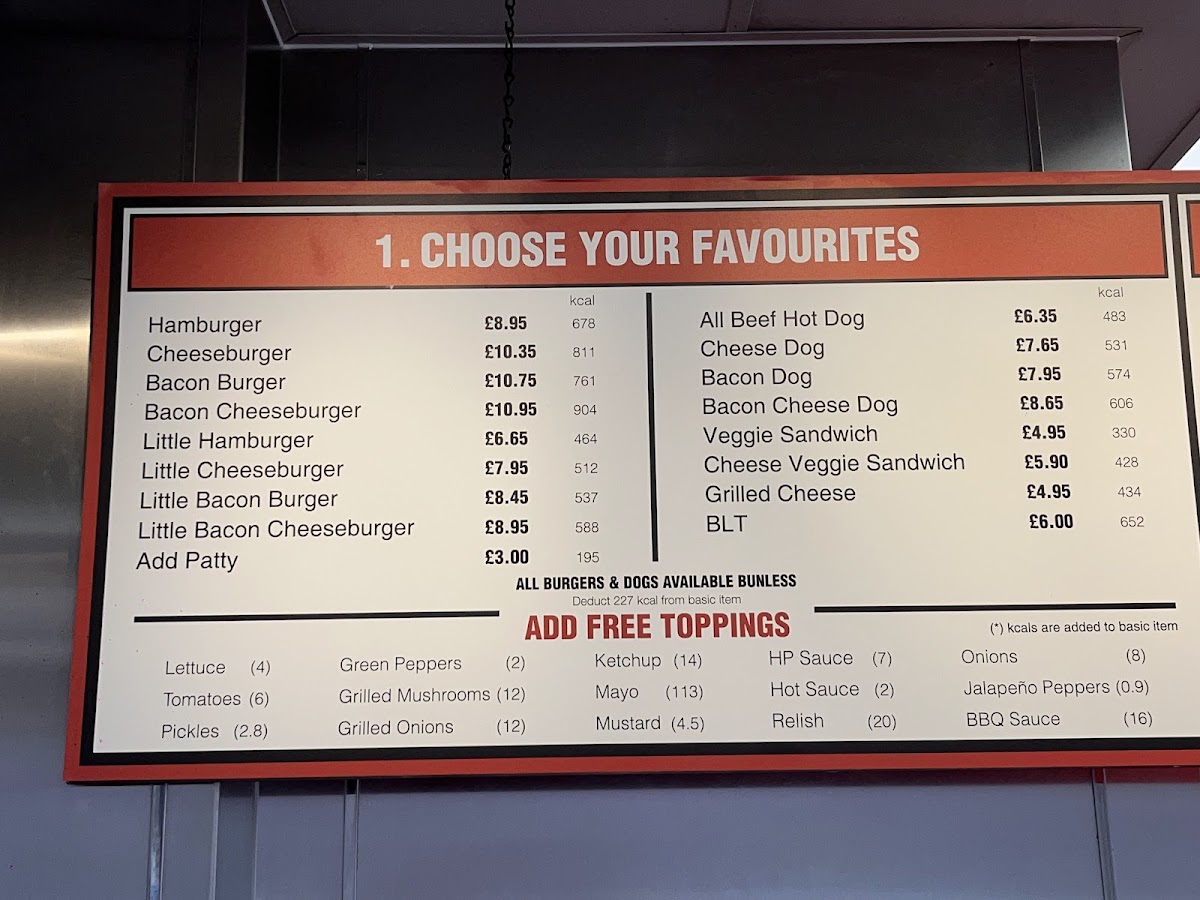 1. CHOOSE YOUR FAVOURITES
kcal
Hamburger £8.95 678
Cheeseburger £10.35 811
Bacon Burger £10.75 761
Bacon Cheeseburger £10.95 904
Little Hamburger £6.65 464
Little Cheeseburger £7.95 512
Little Bacon Burger £8.45 537
Little Bacon Cheeseburger £8.95 588
Add Patty £3.00 195
kcal
All Beef Hot Dog £6.35 483
Cheese Dog £7.65 531
Bacon Dog £7.95 574
Bacon Cheese Dog £8.65 606
Veggie Sandwich £4.95 330
Cheese Veggie Sandwich £5.90 428
Grilled Cheese £4.95 434
BLT £6.00 652
ALL BURGERS & DOGS AVAILABLE BUNLESS
Deduct 227 kcal from basic item
ADD FREE TOPPINGS
(*) kcals are added to basic item
Lettuce (4) Green Peppers (2) Ketchup (14) HP Sauce (7) Onions (8)
Tomatoes (6) Grilled Mushrooms (12) Mayo (113) Hot Sauce (2) Jalapeño Peppers (0.9)
Pickles (2.8) Grilled Onions (12) Mustard (4.5) Relish (20) BBQ Sauce (16)